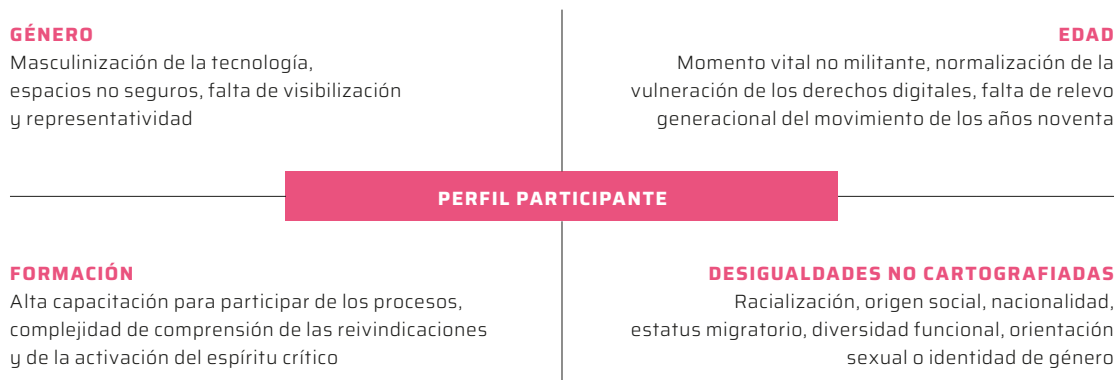 GÉNERO
Masculinización de la tecnología,
espacios no seguros, falta de visibilización
y representatividad
EDAD
Momento vital no militante, normalización de la
vulneración de los derechos digitales, falta de relevo
generacional del movimiento de los años noventa
PERFIL PARTICIPANTE
FORMACIÓN
Alta capacitación para participar de los procesos,
complejidad de comprensión de las reivindicaciones
y de la activación del espíritu crítico
DESIGUALDADES NO CARTOGRAFIADAS
Racialización, origen social, nacionalidad,
estatus migratorio, diversidad funcional, orientación
sexual o identidad de género